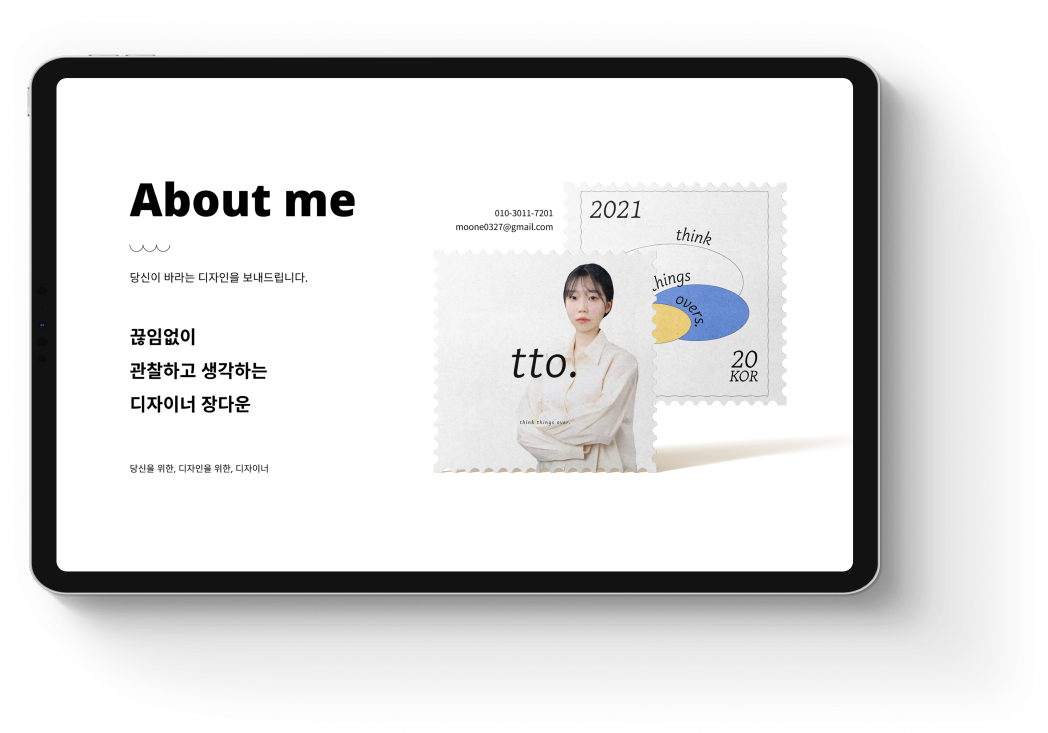 About me
당신이 바라는 디자인을 보내드립니다.
끊임없이
관찰하고 생각하는
디자이너 장다운
당신을 위한, 디자인을 위한, 디자이너
010-3011-7201
moone0327@gmail.com
2021
think
things
overs.
20
KOR
tto.
think things over.